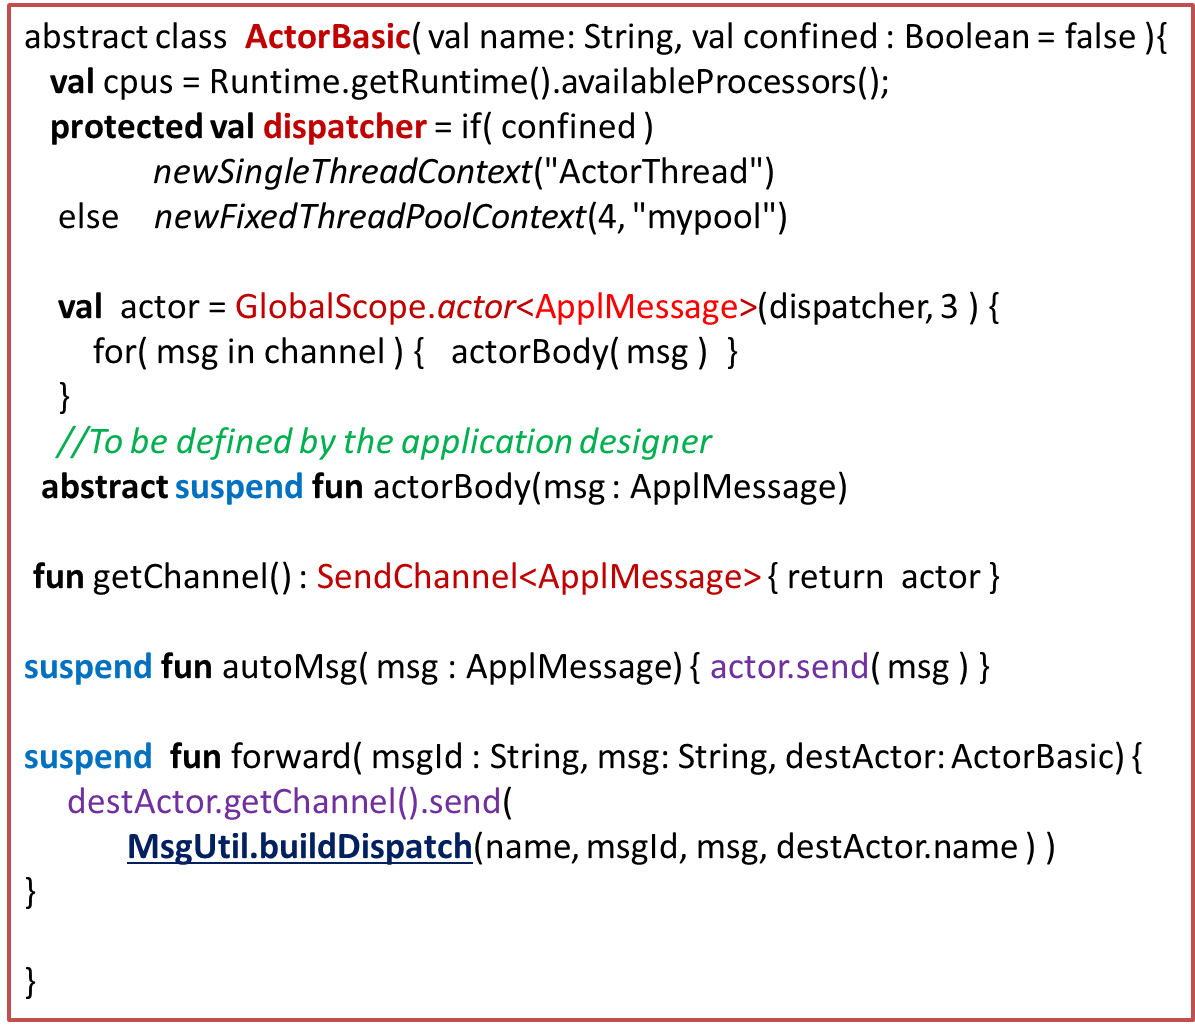 abstract class ActorBasic( val name: String, val confined : Boolean = false ){
val cpus = Runtime.getRuntime().availableProcessors();
protected val dispatcher = if( confined )
newSingleThreadContext("ActorThread")
else newFixedThreadPoolContext(4, "mypool")
val actor = GlobalScope.actor<ApplMessage>(dispatcher, 3 ) {
for( msg in channel ) { actorBody( msg ) }
}
//To be defined by the application designer
abstract suspend fun actorBody(msg : ApplMessage)
fun getChannel() : SendChannel<ApplMessage> { return actor }
suspend fun autoMsg( msg : ApplMessage) { actor.send( msg ) }
suspend fun forward( msgId : String, msg: String, destActor: ActorBasic) {
destActor.getChannel().send(
MsgUtil.buildDispatch(name, msgId, msg, destActor.name ) )
}
}